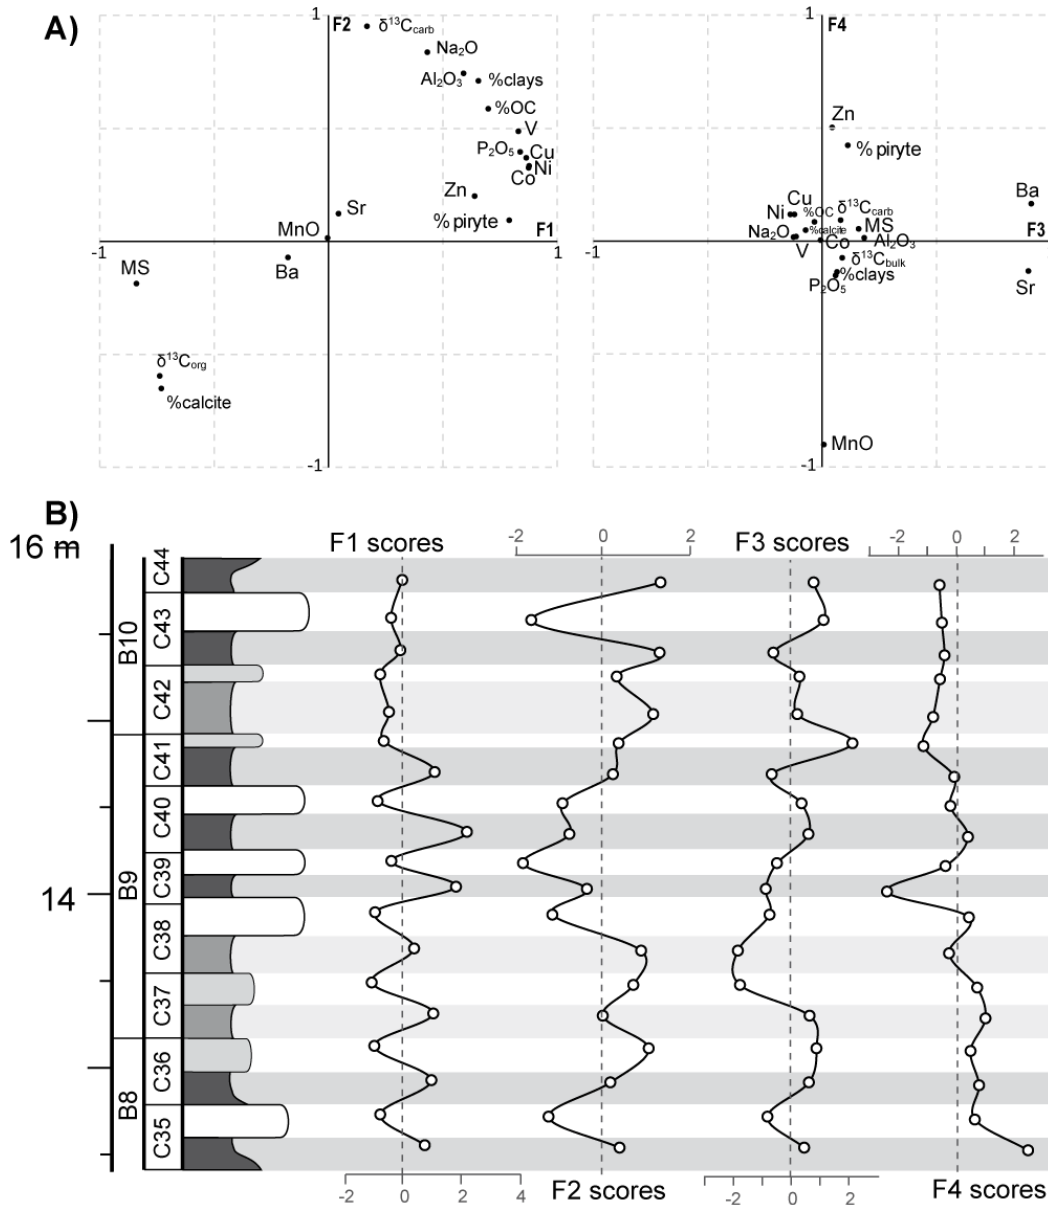 A)
1
F2
δ¹³Ccarb
Na₂O
Al₂O₃
%clays
%OC
V
P₂O₅
Cu
Ni
Co
Zn
Sr
% piryte
MnO
F1
-1
1
MS
Ba
δ¹³Corg
%calcite
-1
1
F4
Zn
% piryte
Ba
Cu
Ni
%OC
δ¹³Ccarb
MS
F3
Na₂O
%calcite
Co
Al₂O₃
-1
V
δ¹³Cbulk
%clays
P₂O₅
Sr
MnO
-1
B)
16 m
F1 scores
-2 0 2
F3 scores
-2 0 2
C44
C43
B10
C42
C41
C40
C39
14
B9
C38
C37
C36
B8
C35
-2 0 2 4
F2 scores
-2 0 2
F4 scores